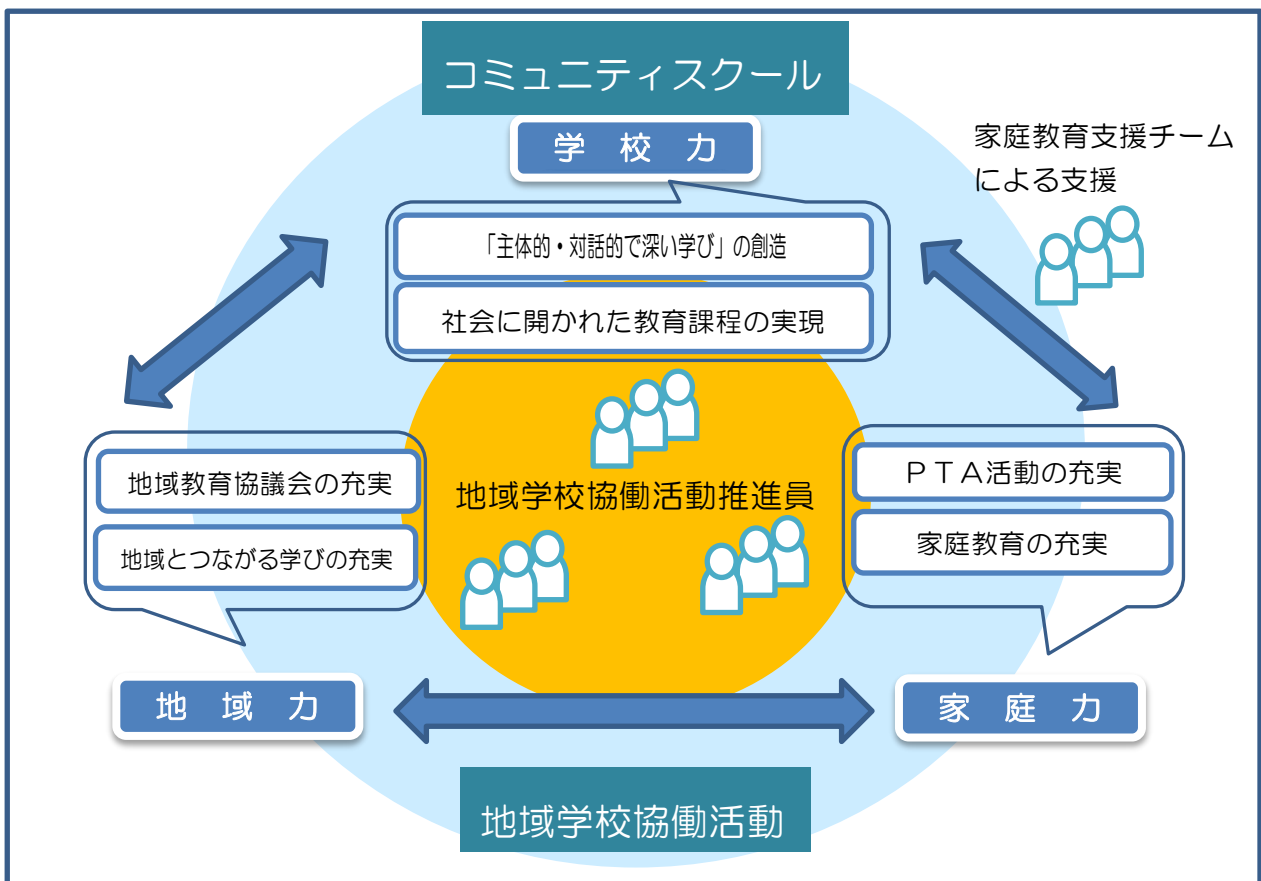 コミュニティスクール
学 校 力
家庭教育支援チーム
による支援
「主体的・対話的で深い学び」の創造
社会に開かれた教育課程の実現
地域教育協議会の充実
地域とつながる学びの充実
地域学校協働活動推進員
ＰＴＡ活動の充実
家庭教育の充実
地 域 力
家 庭 力
地域学校協働活動